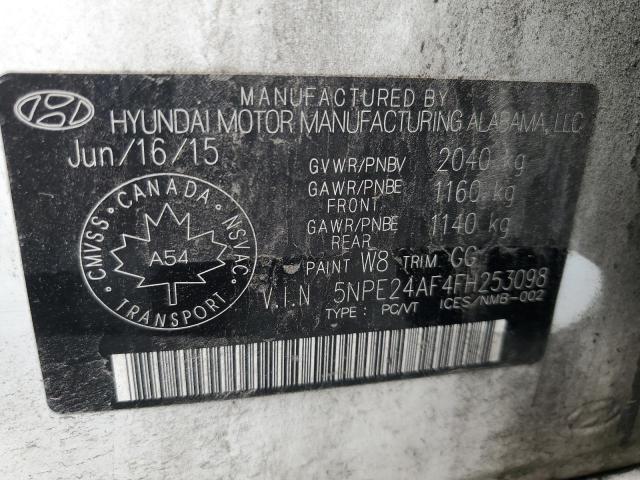 MANUFACTURED BY
HYUNDAI MOTOR MANUFACTURING ALABAMA, LLC
Jun/16/15
GVWR/PNBV 2040 kg
GAWR/PNBE FRONT 1160 kg
GAWR/PNBE REAR 1140 kg
PAINT W8 TRIM GG
V.I.N 5NPE24AF4FH253098
TYPE: PC/VT ICES/NMB-002
CMVSS · CANADA · NSVAC
A54
TRANSPORT